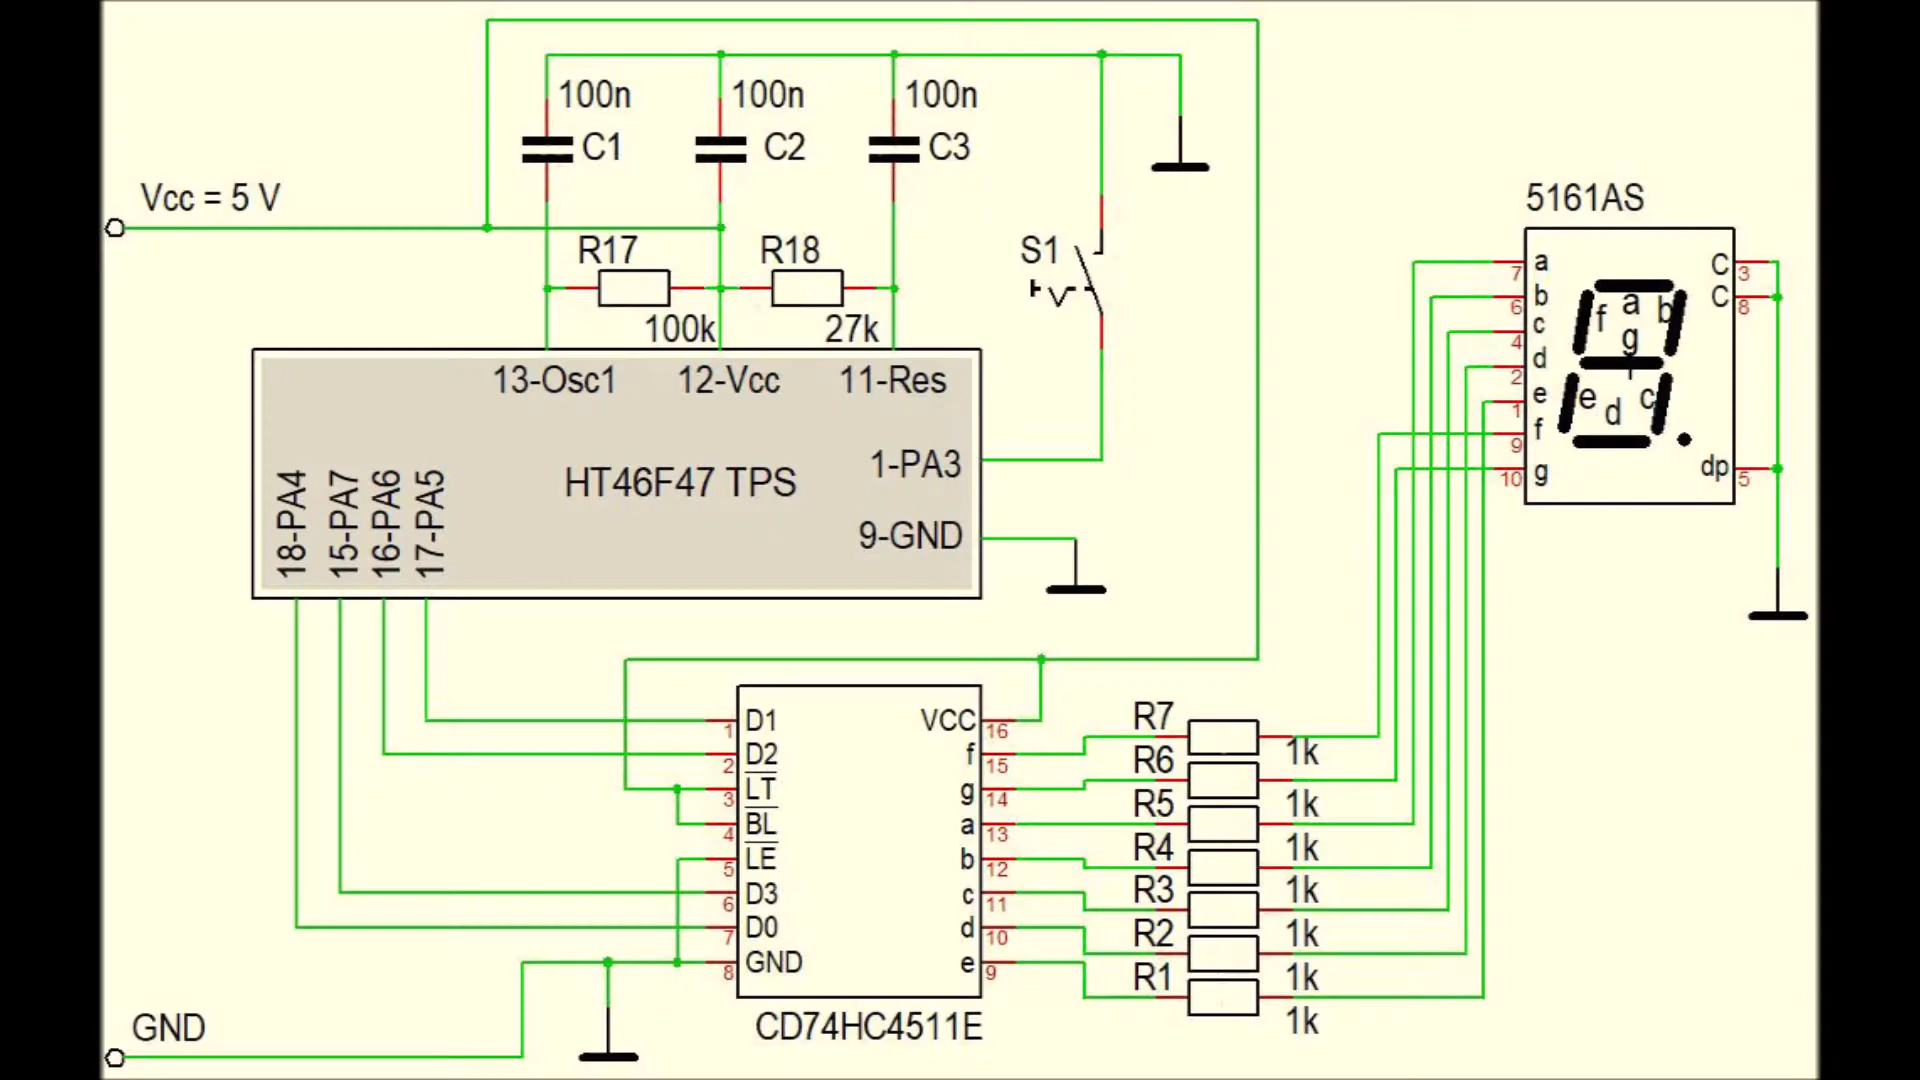 100n 100n 100n
C1 C2 C3
Vcc = 5 V
R17 R18
100k 27k
S1
13-Osc1 12-Vcc 11-Res
HT46F47 TPS
1-PA3
9-GND
18-PA4
15-PA7
16-PA6
17-PA5
5161AS
a 7
b 6
c 4
d 2
e 1
f 9
g 10
C 3
C 8
dp 5
a
f b
g
e d c
D1 1
D2 2
LT 3
BL 4
LE 5
D3 6
D0 7
GND 8
VCC 16
f 15
g 14
a 13
b 12
c 11
d 10
e 9
CD74HC4511E
R7 1k
R6 1k
R5 1k
R4 1k
R3 1k
R2 1k
R1 1k
GND